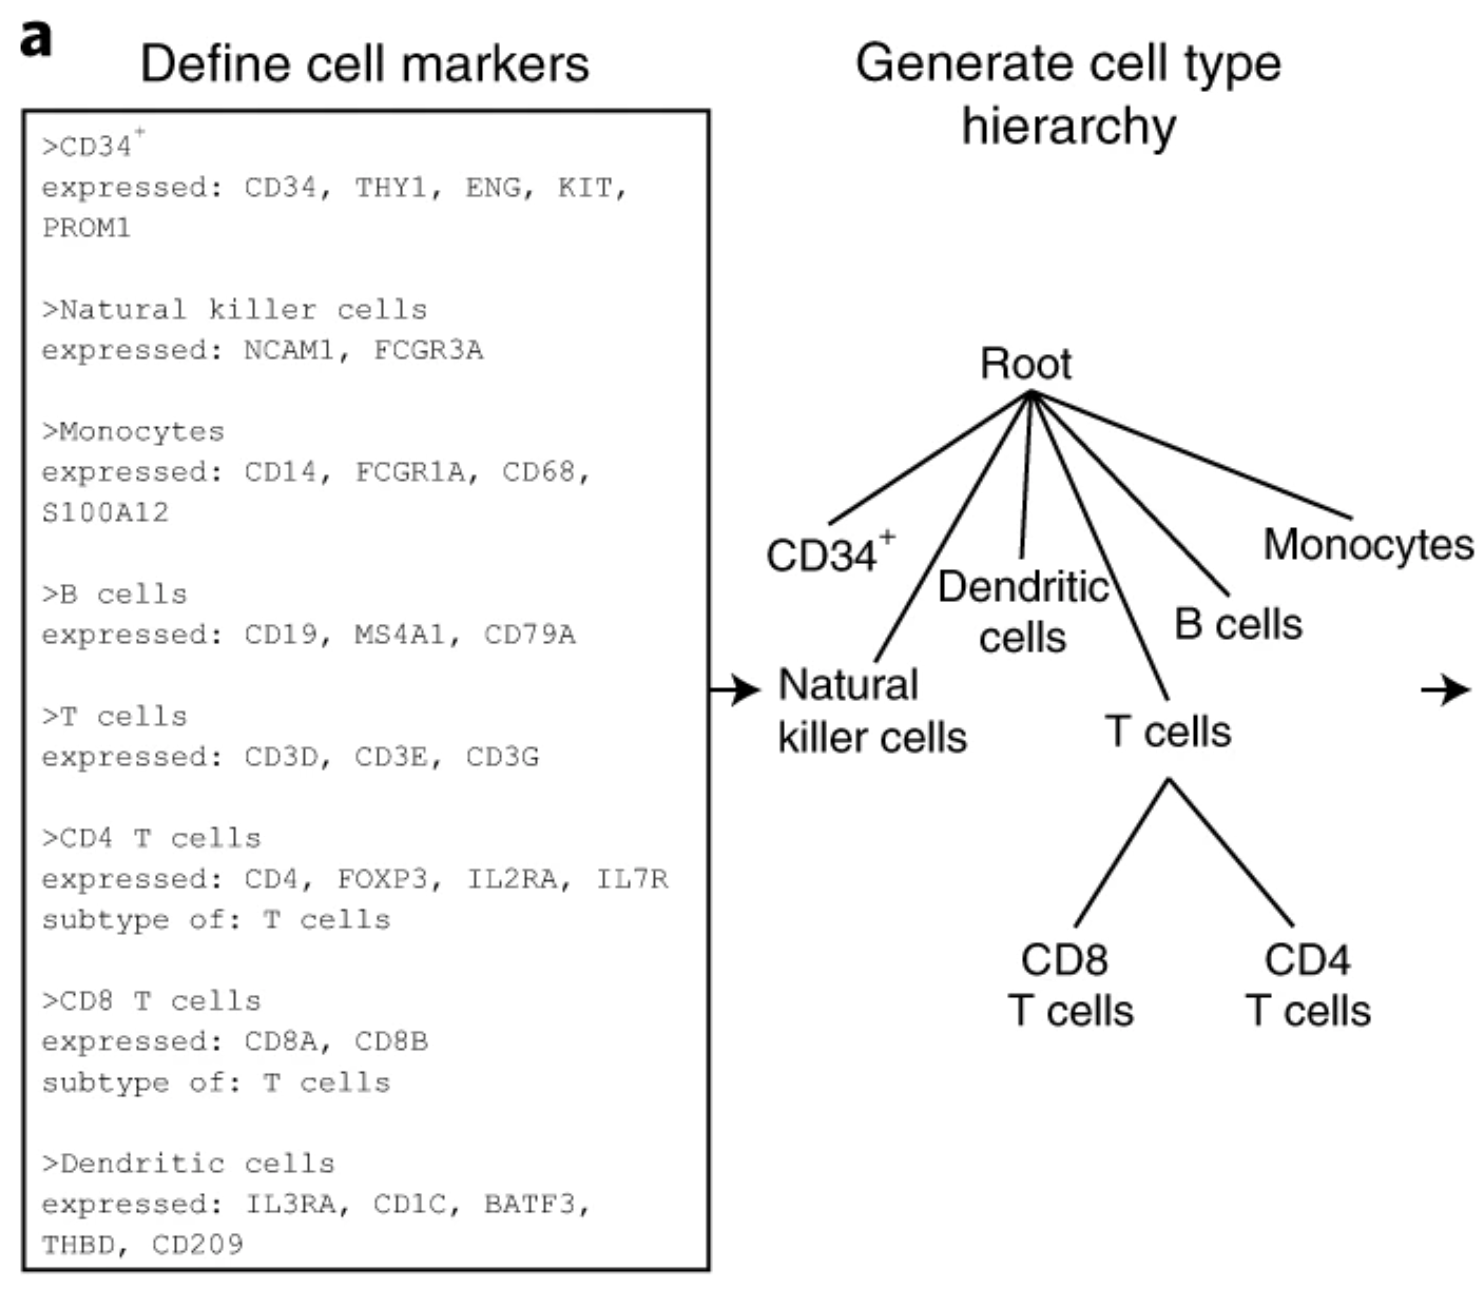 a
Define cell markers
>CD34⁺
expressed: CD34, THY1, ENG, KIT,
PROM1
>Natural killer cells
expressed: NCAM1, FCGR3A
>Monocytes
expressed: CD14, FCGR1A, CD68,
S100A12
>B cells
expressed: CD19, MS4A1, CD79A
>T cells
expressed: CD3D, CD3E, CD3G
>CD4 T cells
expressed: CD4, FOXP3, IL2RA, IL7R
subtype of: T cells
>CD8 T cells
expressed: CD8A, CD8B
subtype of: T cells
>Dendritic cells
expressed: IL3RA, CD1C, BATF3,
THBD, CD209
Generate cell type
hierarchy
Root
CD34⁺
Natural
killer cells
Dendritic
cells
T cells
B cells
Monocytes
CD8
T cells
CD4
T cells